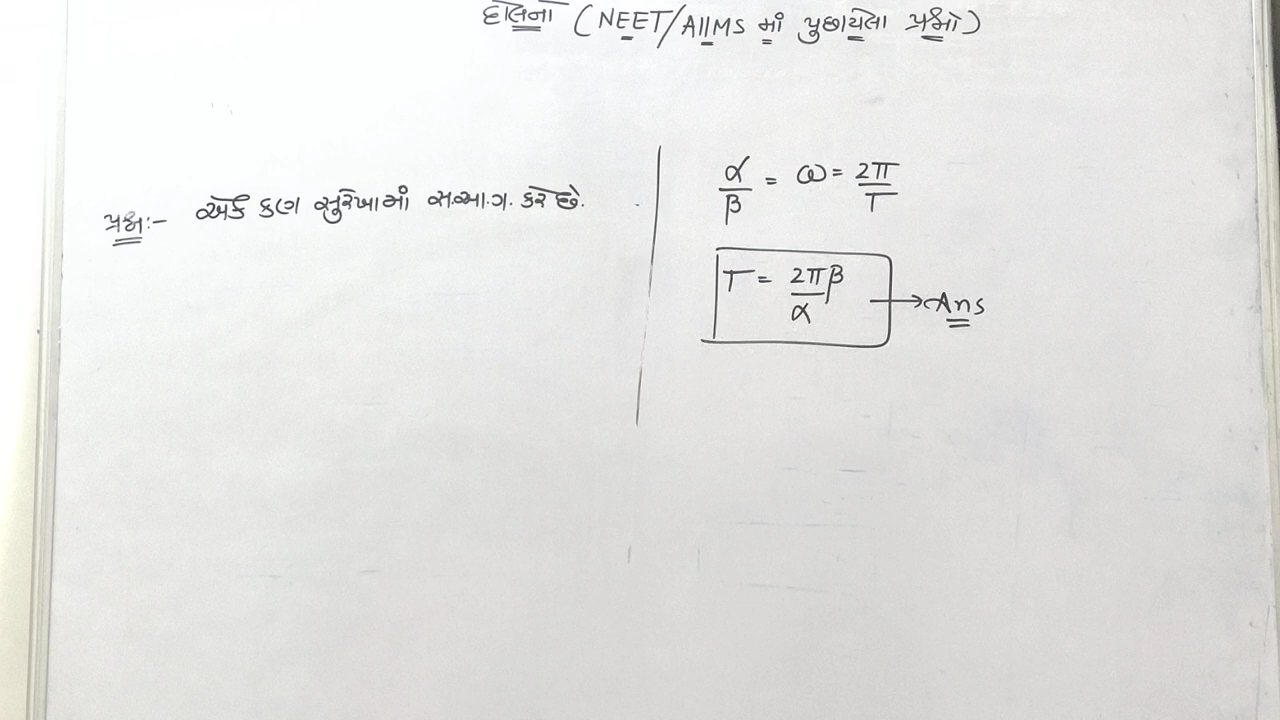 દોલનો (NEET/AIIMS માં પુછાયેલા પ્રશ્નો)
પ્રશ્ન:- એક કણ સુરેખામાં સ.આ.ગ. કરે છે.
α/β = ω = 2π/T
T = 2πβ/α → Ans